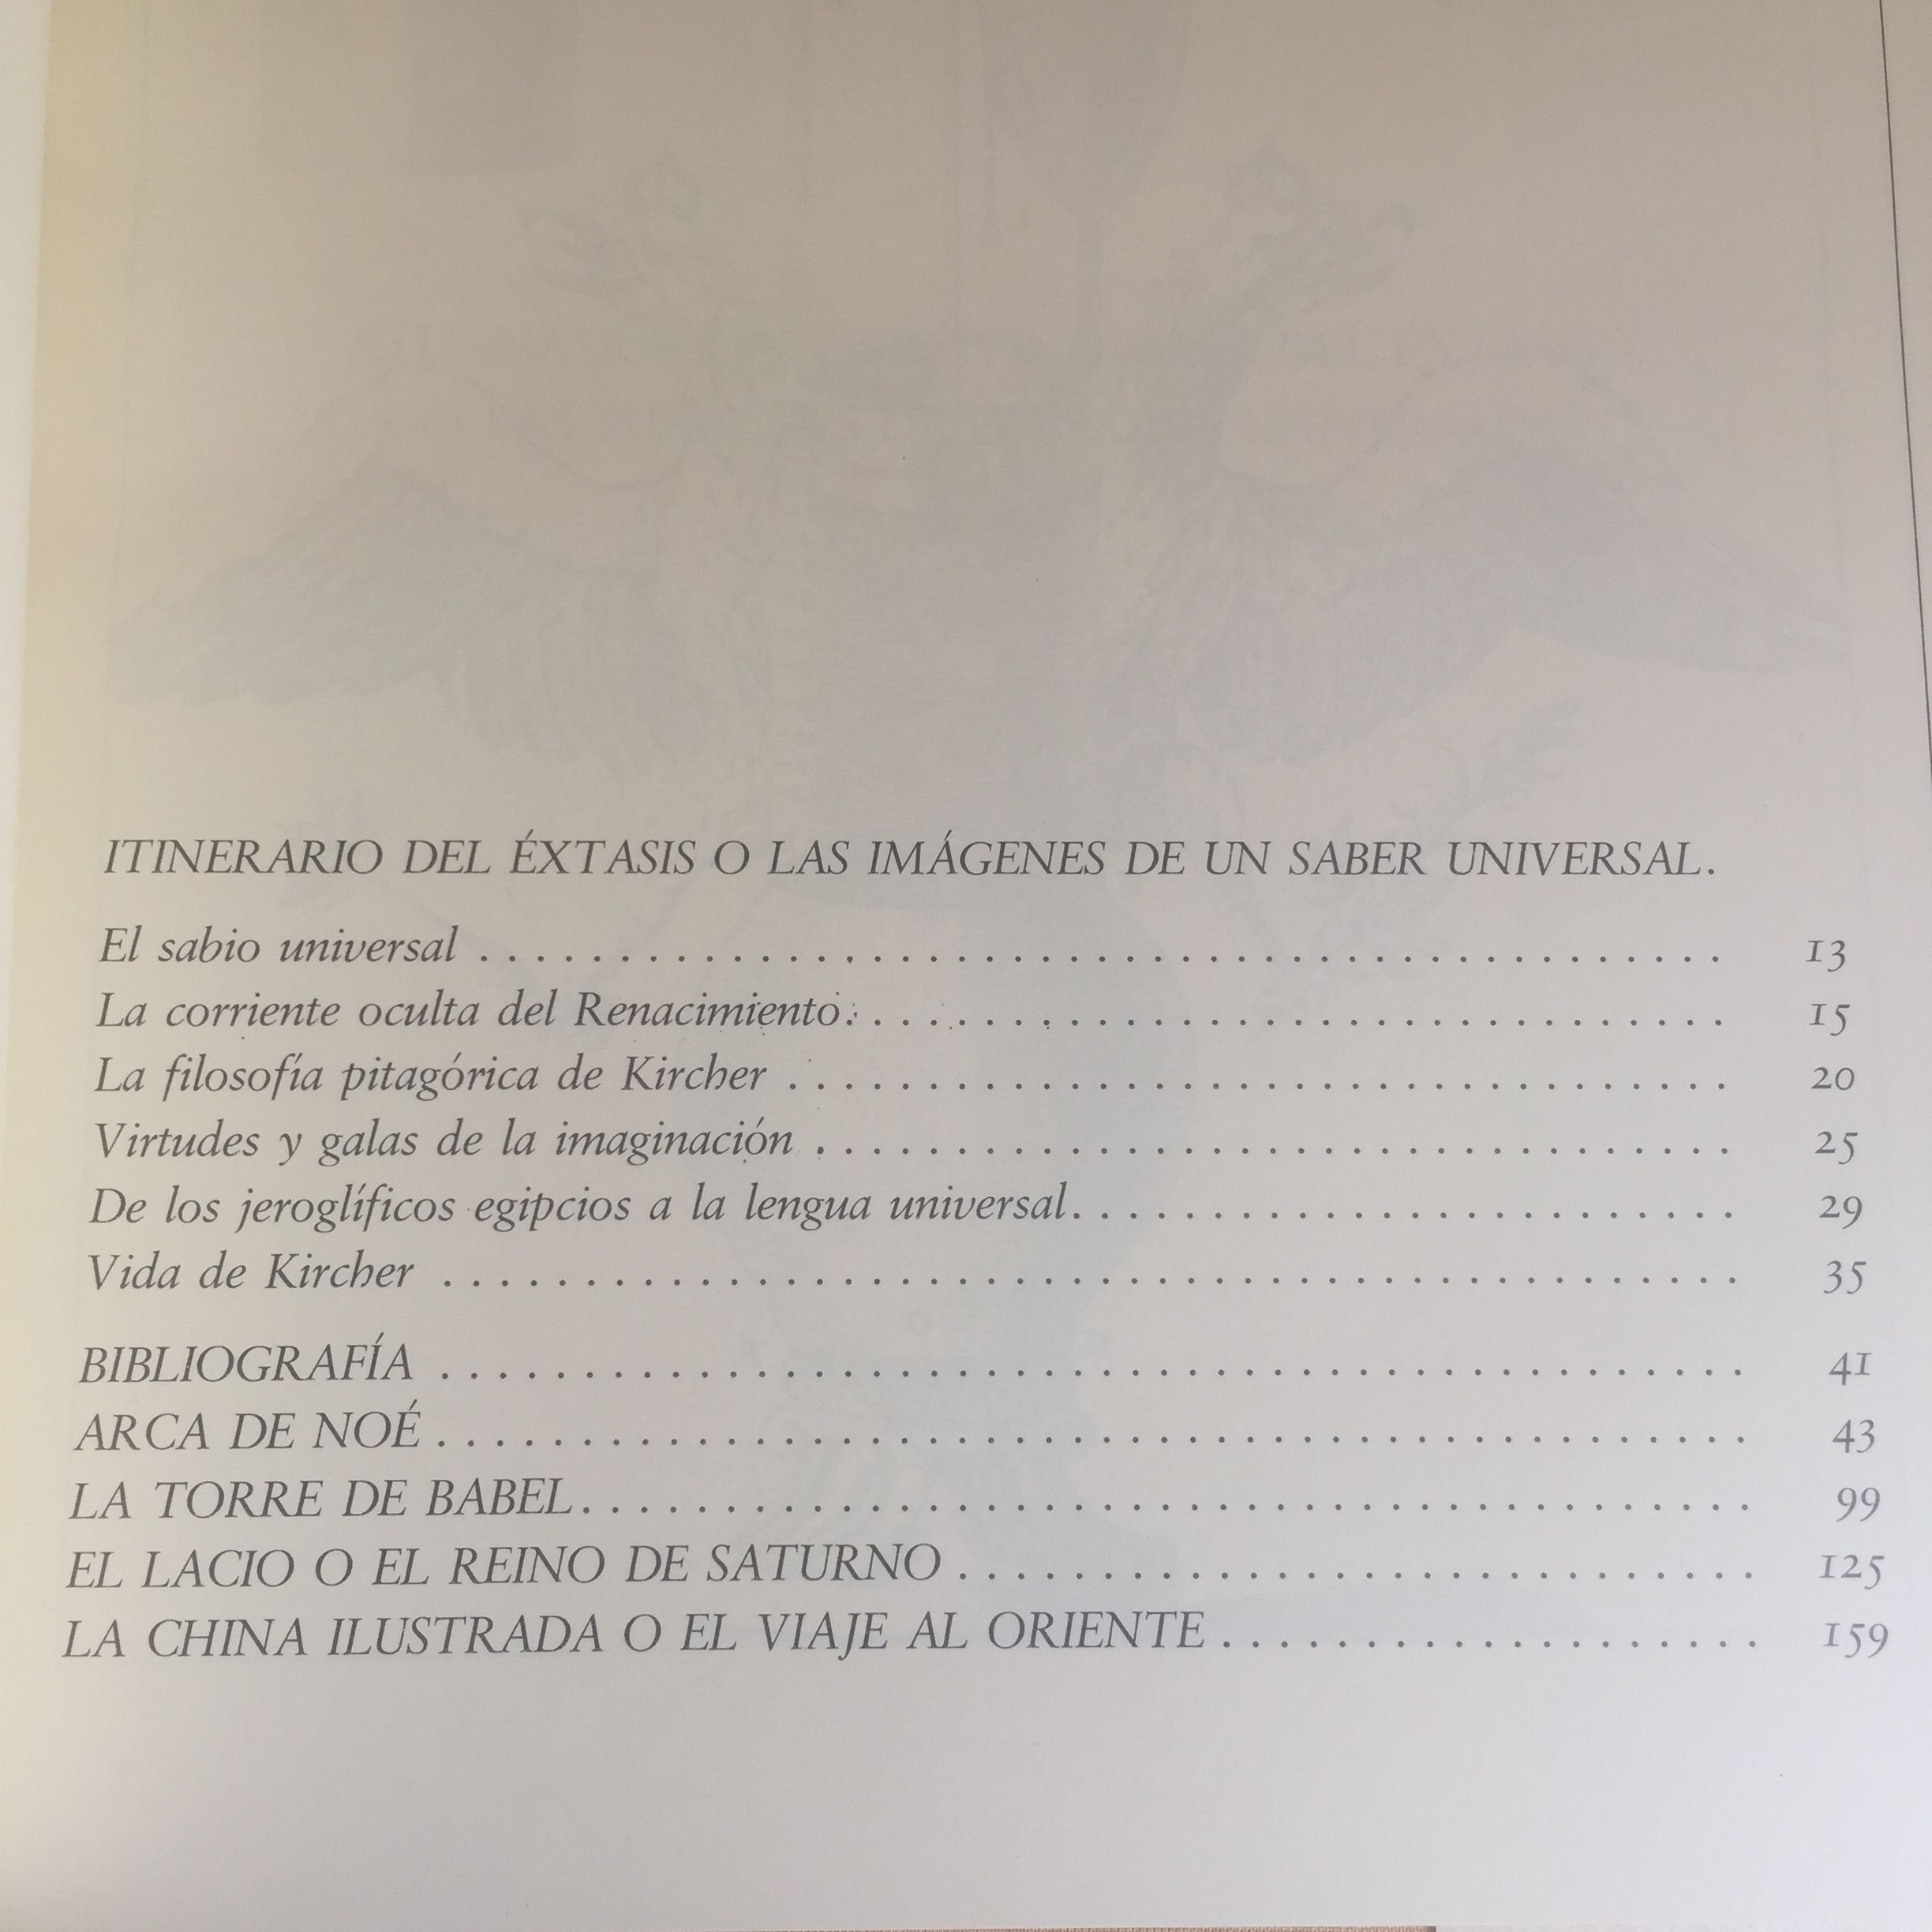 ITINERARIO DEL ÉXTASIS O LAS IMÁGENES DE UN SABER UNIVERSAL.
El sabio universal . . . . . . . . . . . . . . . . . . . . . . . . . . . . . . . . . . . . . . . . . . . . . 13
La corriente oculta del Renacimiento. . . . . . . . . . . . . . . . . . . . . . . . . . . . . . . . 15
La filosofía pitagórica de Kircher . . . . . . . . . . . . . . . . . . . . . . . . . . . . . . . . . . 20
Virtudes y galas de la imaginación . . . . . . . . . . . . . . . . . . . . . . . . . . . . . . . . . 25
De los jeroglíficos egipcios a la lengua universal. . . . . . . . . . . . . . . . . . . . . . . . 29
Vida de Kircher . . . . . . . . . . . . . . . . . . . . . . . . . . . . . . . . . . . . . . . . . . . . . . 35
BIBLIOGRAFÍA . . . . . . . . . . . . . . . . . . . . . . . . . . . . . . . . . . . . . . . . . . . . . . 41
ARCA DE NOÉ . . . . . . . . . . . . . . . . . . . . . . . . . . . . . . . . . . . . . . . . . . . . . . 43
LA TORRE DE BABEL. . . . . . . . . . . . . . . . . . . . . . . . . . . . . . . . . . . . . . . . . 99
EL LACIO O EL REINO DE SATURNO . . . . . . . . . . . . . . . . . . . . . . . . . . . . 125
LA CHINA ILUSTRADA O EL VIAJE AL ORIENTE . . . . . . . . . . . . . . . . . . . 159